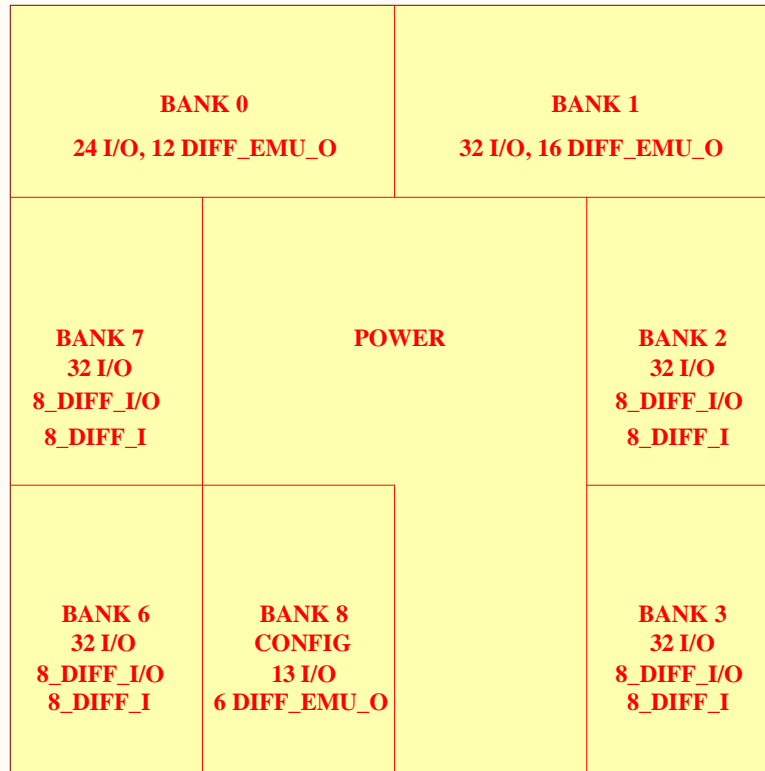 BANK 0
24 I/O, 12 DIFF_EMU_O
BANK 1
32 I/O, 16 DIFF_EMU_O
BANK 7
32 I/O
8_DIFF_I/O
8_DIFF_I
POWER
BANK 2
32 I/O
8_DIFF_I/O
8_DIFF_I
BANK 6
32 I/O
8_DIFF_I/O
8_DIFF_I
BANK 8
CONFIG
13 I/O
6 DIFF_EMU_O
BANK 3
32 I/O
8_DIFF_I/O
8_DIFF_I